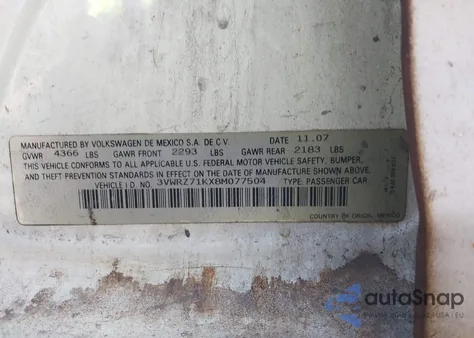 MANUFACTURED BY VOLKSWAGEN DE MEXICO S.A. DE C V. DATE 11.07
GVWR 4366 LBS GAWR FRONT 2293 LBS GAWR REAR 2183 LBS
THIS VEHICLE CONFORMS TO ALL APPLICABLE U.S. FEDERAL MOTOR VEHICLE SAFETY, BUMPER,
AND THEFT PREVENTION STANDARDS IN EFFECT ON THE DATE OF MANUFACTURE SHOWN ABOVE.
VEHICLE I.D. NO. 3VWRZ71KX8M077504 TYPE: PASSENGER CAR
COUNTRY OF ORIGIN, MEXICO
autoSnap